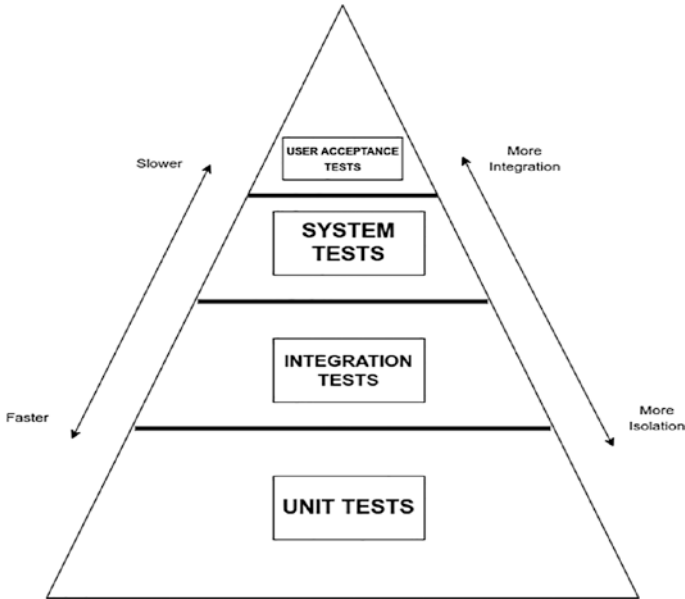 USER ACCEPTANCE
TESTS
Slower
More
Integration
SYSTEM
TESTS
INTEGRATION
TESTS
Faster
More
Isolation
UNIT TESTS